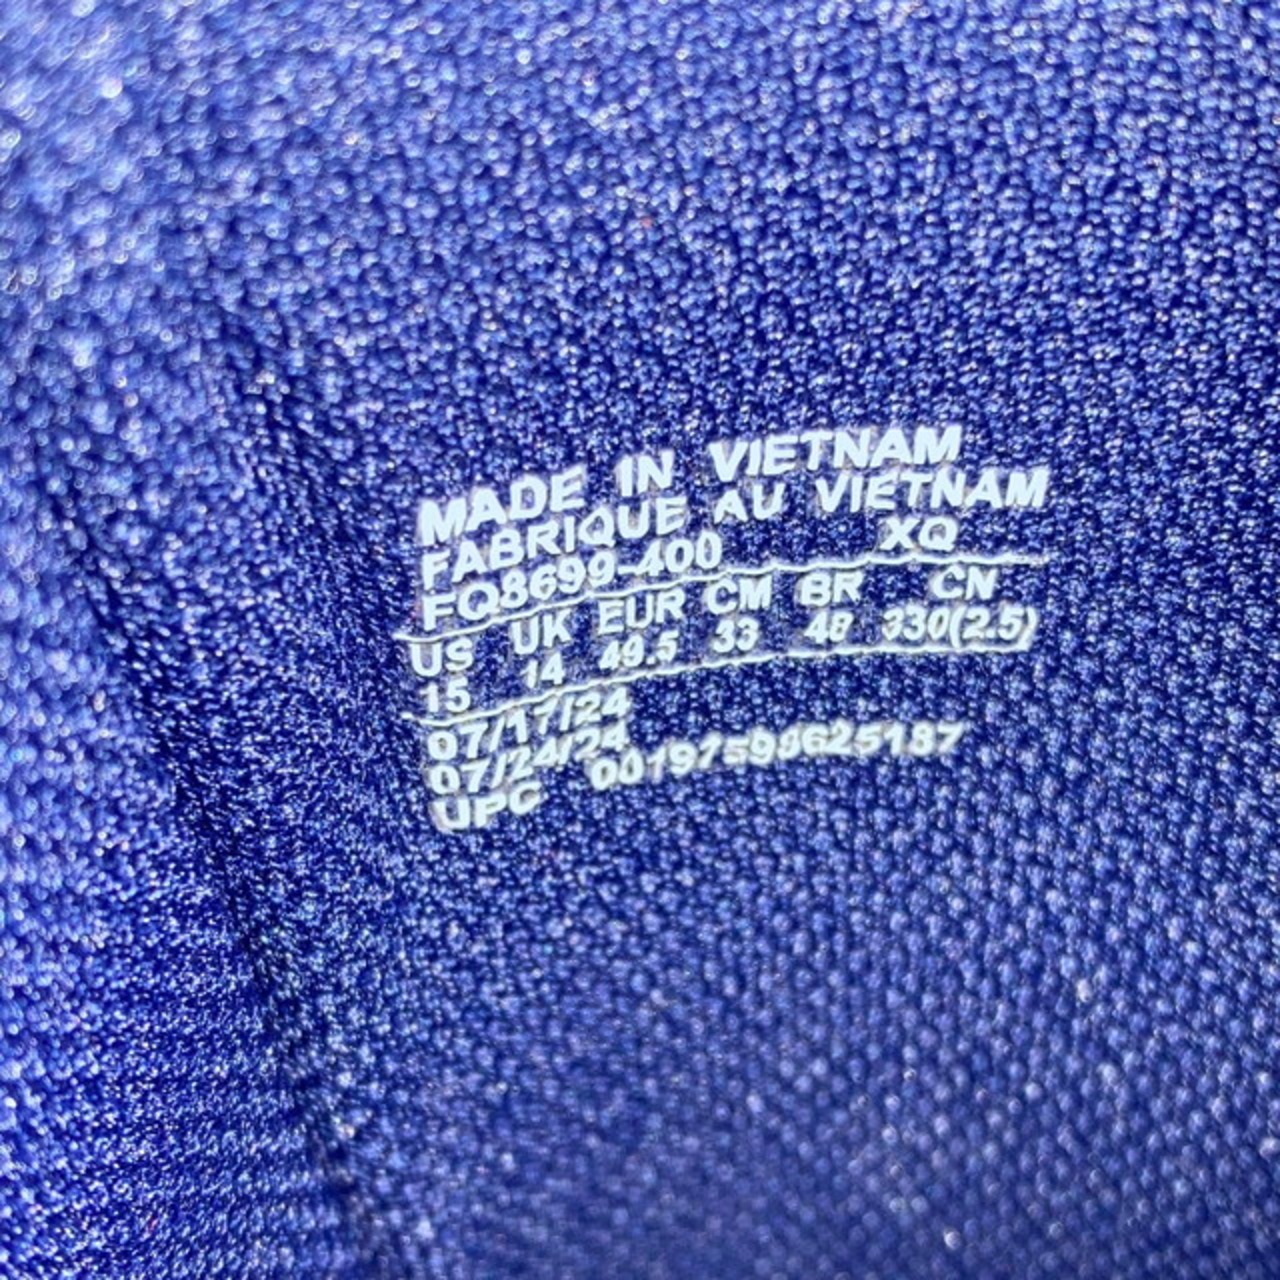 MADE IN VIETNAM
FABRIQUE AU VIETNAM
FQ8699-400 XQ
US UK EUR CM BR CN
15 14 49.5 33 48 330(2.5)
07/17/24
07/24/24
UPC 00197598625187